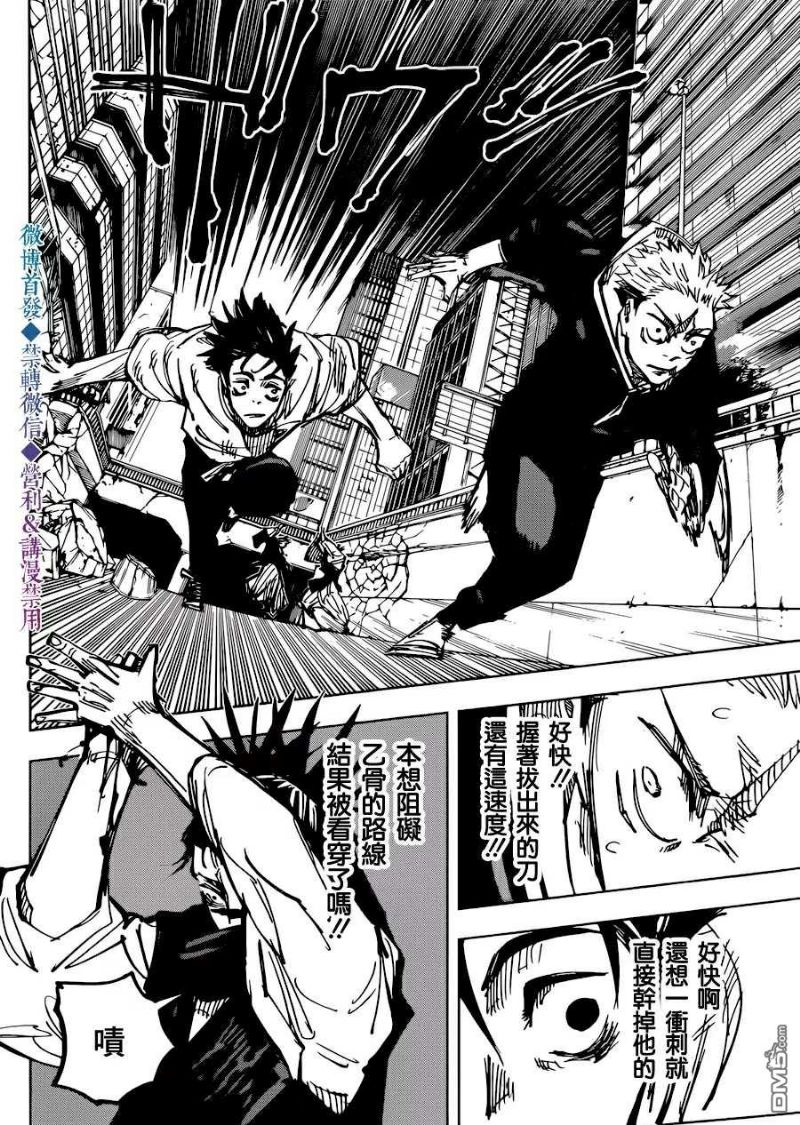 ドウッ
微博首發◆禁轉微信◆營利&講漫禁用
好快!!
握著拔出來的刀
還有這速度!!
好快啊
還想一衝刺就
直接幹掉他的
本想阻礙
乙骨的路線
結果被看穿了嗎!!
嘖
DM5.com